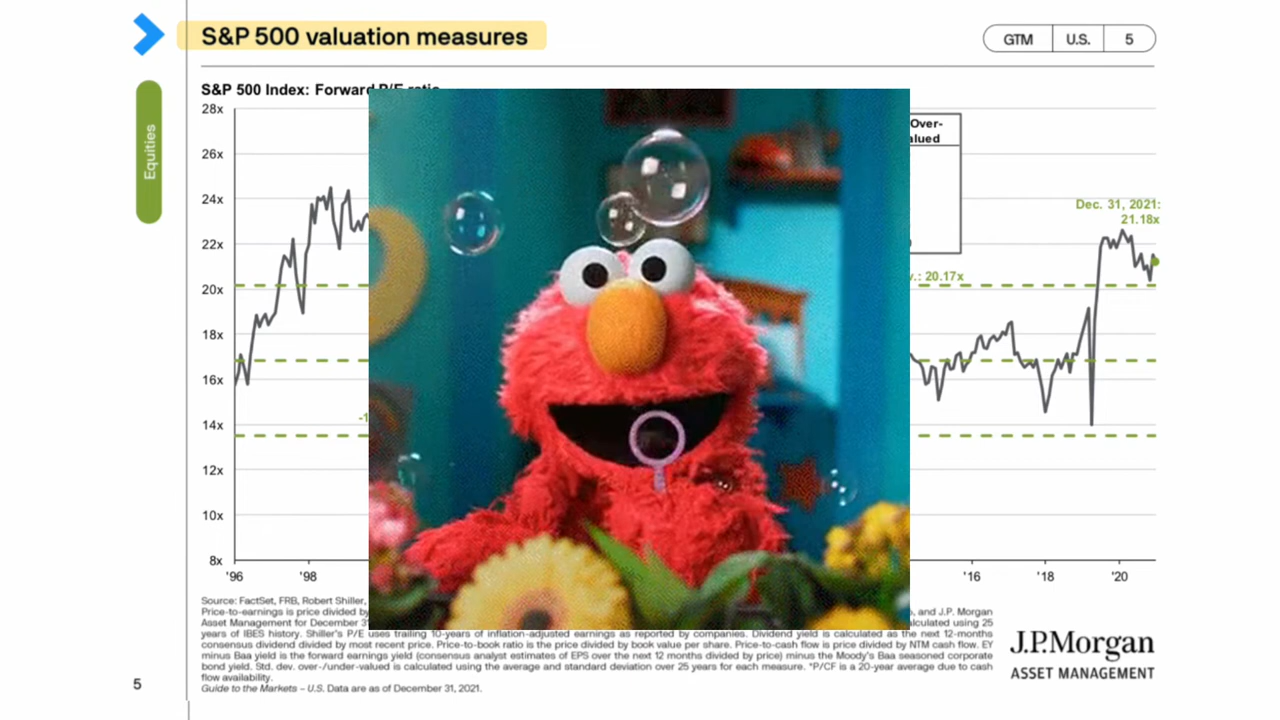 S&P 500 valuation measures
GTM U.S. 5
Equities
S&P 500 Index: Forward P/E ratio
28x
26x
24x
22x
20x
18x
16x
14x
12x
10x
8x
Over-
Dec. 31, 2021:
21.18x
20.17x
'96 '98 '16 '18 '20
Source: FactSet, FRB, Robert Shiller, , and J.P. Morgan
Price-to-earnings is price divided by
Asset Management for December 25
years of IBES history. Shiller's P/E uses trailing 10-years of inflation-adjusted earnings as reported by companies. Dividend yield is calculated as the next 12-months
consensus dividend divided by most recent price. Price-to-book ratio is the price divided by book value per share. Price-to-cash flow is price divided by NTM cash flow. EY
minus Baa yield is the forward earnings yield (consensus analyst estimates of EPS over the next 12 months divided by price) minus the Moody's Baa seasoned corporate
bond yield. Std. dev. over-/under-valued is calculated using the average and standard deviation over 25 years for each measure. *P/CF is a 20-year average due to cash
flow availability.
Guide to the Markets – U.S. Data are as of December 31, 2021.
J.P.Morgan
ASSET MANAGEMENT
5